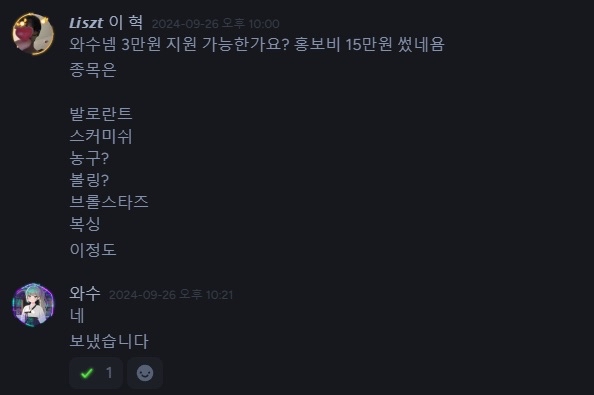 Liszt 이 혁 2024-09-26 오후 10:00
와수넴 3만원 지원 가능한가요? 홍보비 15만원 썼네욤
종목은
발로란트
스커미쉬
농구?
볼링?
브롤스타즈
복싱
이정도
와수 2024-09-26 오후 10:21
네
보냈습니다
1